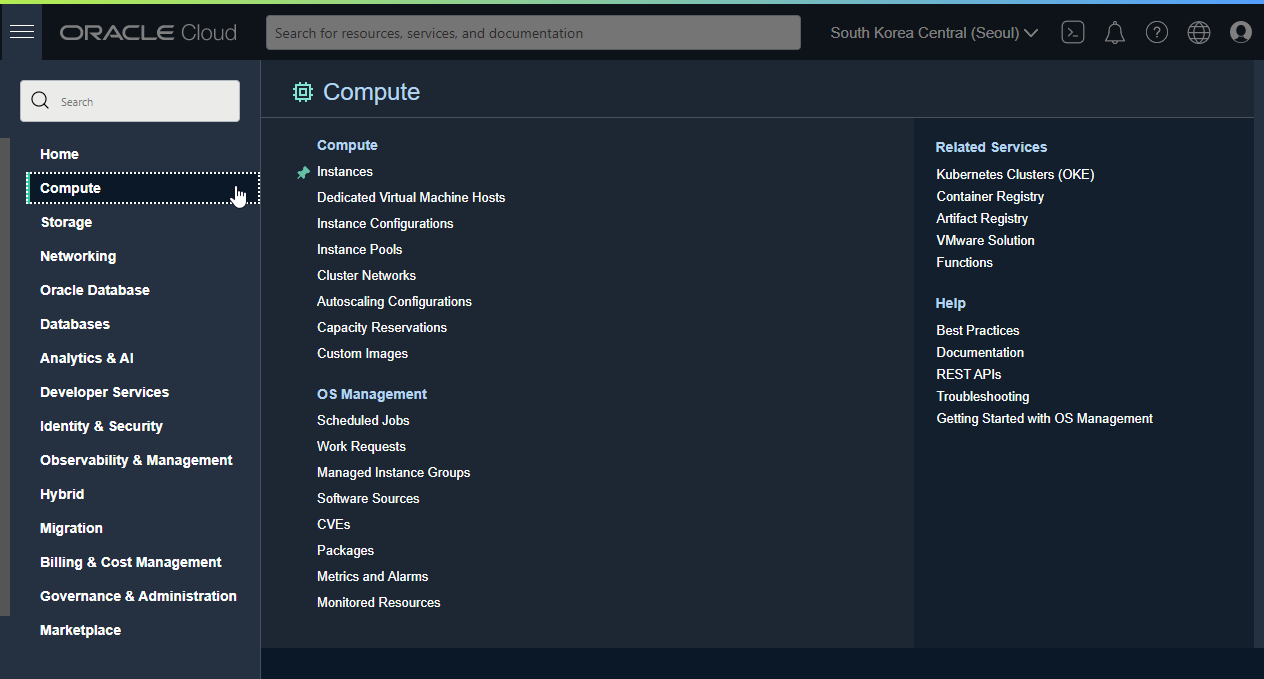 ORACLE Cloud
Search for resources, services, and documentation
South Korea Central (Seoul)
Search
Home
Compute
Storage
Networking
Oracle Database
Databases
Analytics & AI
Developer Services
Identity & Security
Observability & Management
Hybrid
Migration
Billing & Cost Management
Governance & Administration
Marketplace
Compute
Compute
Instances
Dedicated Virtual Machine Hosts
Instance Configurations
Instance Pools
Cluster Networks
Autoscaling Configurations
Capacity Reservations
Custom Images
OS Management
Scheduled Jobs
Work Requests
Managed Instance Groups
Software Sources
CVEs
Packages
Metrics and Alarms
Monitored Resources
Related Services
Kubernetes Clusters (OKE)
Container Registry
Artifact Registry
VMware Solution
Functions
Help
Best Practices
Documentation
REST APIs
Troubleshooting
Getting Started with OS Management